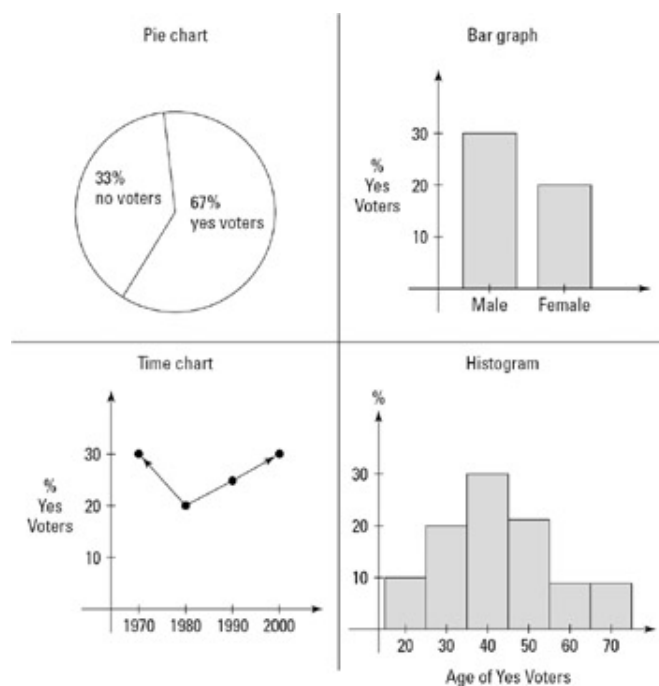 Pie chart
33%
no voters
67%
yes voters
Bar graph
%
Yes
Voters
30
20
10
Male Female
Time chart
%
Yes
Voters
30
20
10
1970 1980 1990 2000
Histogram
%
30
20
10
20 30 40 50 60 70
Age of Yes Voters